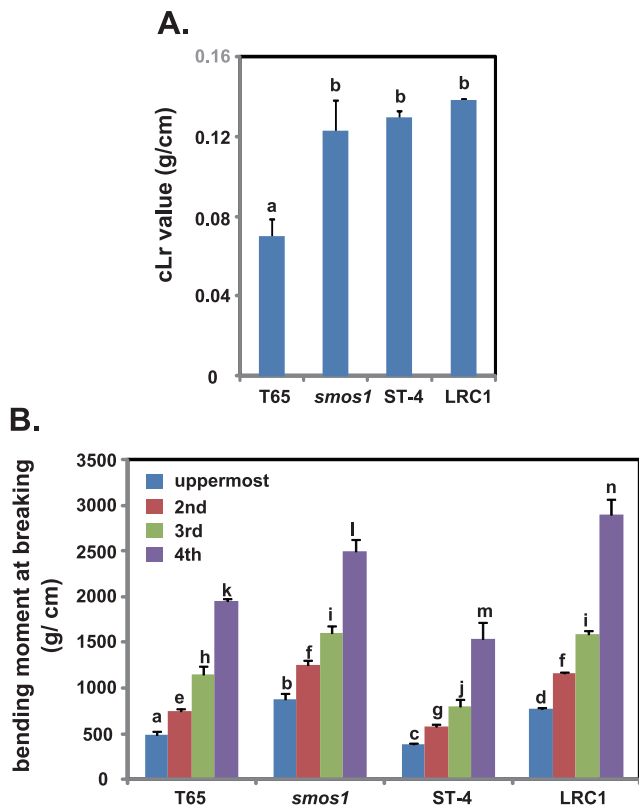 A.
cLr value (g/cm)
0.16
0.12
0.08
0.04
0
a
b
b
b
T65
smos1
ST-4
LRC1
B.
bending moment at breaking
(g/ cm)
3500
3000
2500
2000
1500
1000
500
0
uppermost
2nd
3rd
4th
a
e
h
k
b
f
i
l
c
g
j
m
d
f
i
n
T65
smos1
ST-4
LRC1